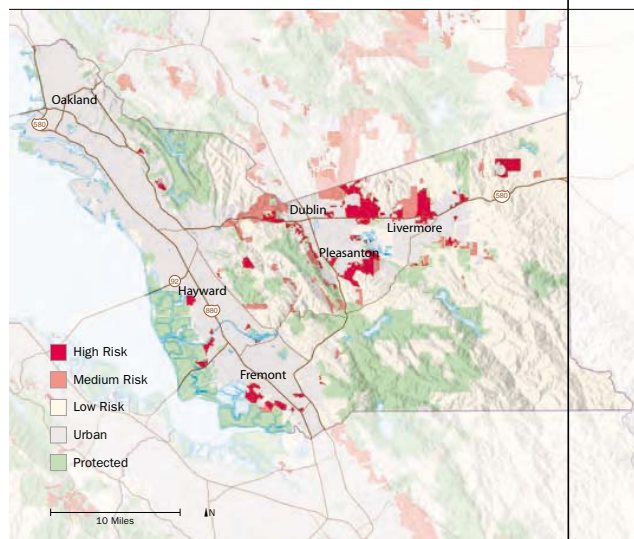 Oakland
580
580
Dublin
Livermore
Pleasanton
92
Hayward
880
High Risk
Medium Risk
Fremont
Low Risk
Urban
Protected
10 Miles
N